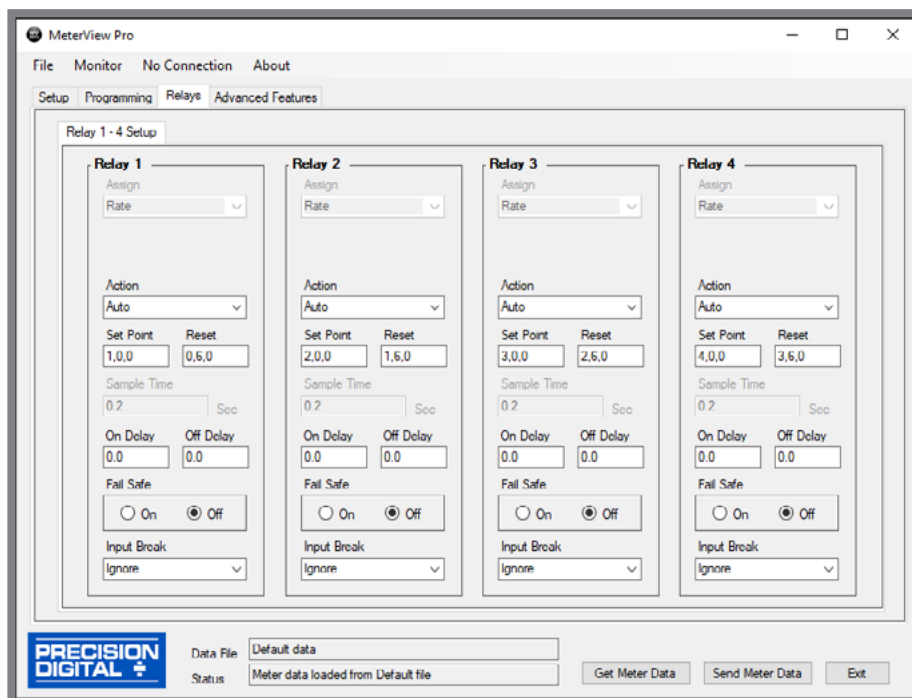 MeterView Pro
File Monitor No Connection About
Setup Programming Relays Advanced Features
Relay 1 - 4 Setup
Relay 1 Relay 2 Relay 3 Relay 4
Assign Assign Assign Assign
Rate Rate Rate Rate
Action Action Action Action
Auto Auto Auto Auto
Set Point Reset Set Point Reset Set Point Reset Set Point Reset
1,0,0 0,6,0 2,0,0 1,6,0 3,0,0 2,6,0 4,0,0 3,6,0
Sample Time Sample Time Sample Time Sample Time
0.2 Sec 0.2 Sec 0.2 Sec 0.2 Sec
On Delay Off Delay On Delay Off Delay On Delay Off Delay On Delay Off Delay
0.0 0.0 0.0 0.0 0.0 0.0 0.0 0.0
Fail Safe Fail Safe Fail Safe Fail Safe
On Off On Off On Off On Off
Input Break Input Break Input Break Input Break
Ignore Ignore Ignore Ignore
PRECISION
DIGITAL
Data File Default data
Status Meter data loaded from Default file
Get Meter Data Send Meter Data Exit